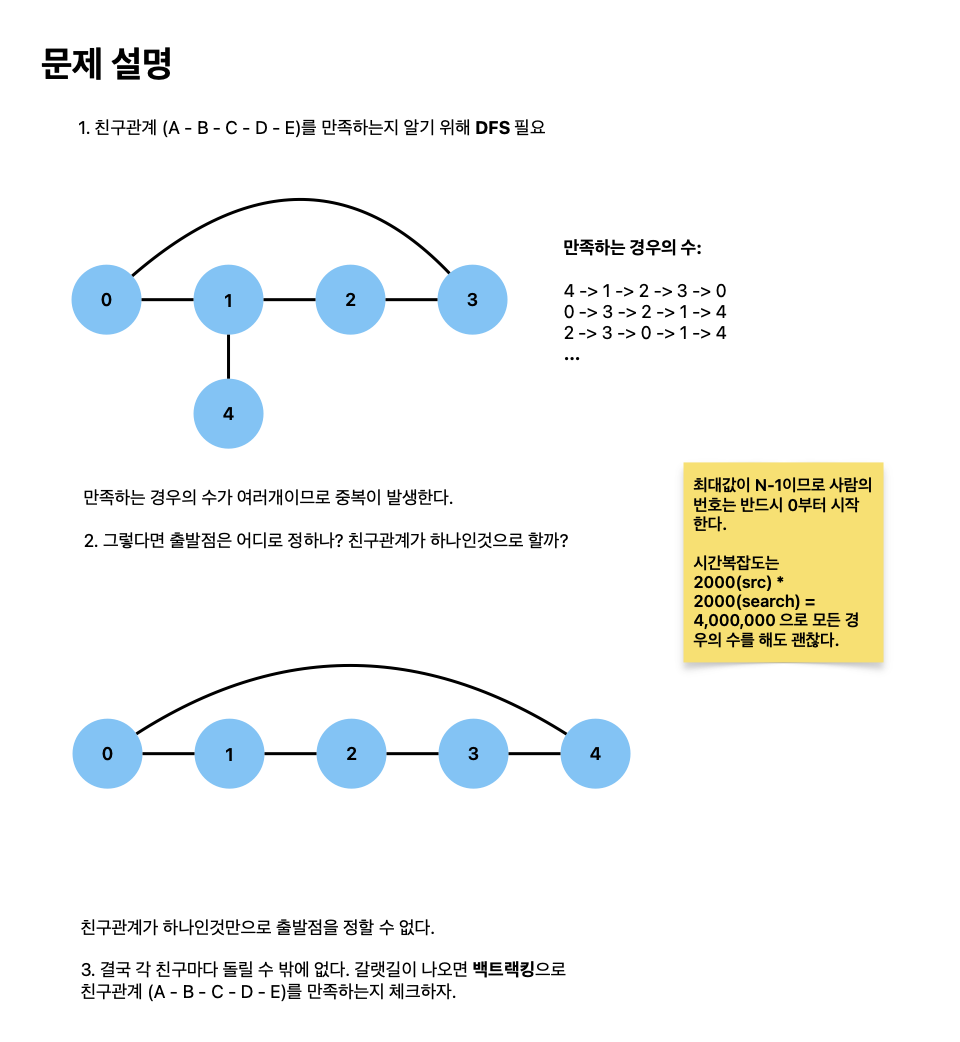 문제 설명
1. 친구관계 (A - B - C - D - E)를 만족하는지 알기 위해 DFS 필요
0
1
2
3
4
만족하는 경우의 수:
4 -> 1 -> 2 -> 3 -> 0
0 -> 3 -> 2 -> 1 -> 4
2 -> 3 -> 0 -> 1 -> 4
...
만족하는 경우의 수가 여러개이므로 중복이 발생한다.
2. 그렇다면 출발점은 어디로 정하나? 친구관계가 하나인것으로 할까?
최대값이 N-1이므로 사람의
번호는 반드시 0부터 시작
한다.
시간복잡도는
2000(src) *
2000(search) =
4,000,000 으로 모든 경
우의 수를 해도 괜찮다.
0
1
2
3
4
친구관계가 하나인것만으로 출발점을 정할 수 없다.
3. 결국 각 친구마다 돌릴 수 밖에 없다. 갈랫길이 나오면 백트랙킹으로
친구관계 (A - B - C - D - E)를 만족하는지 체크하자.